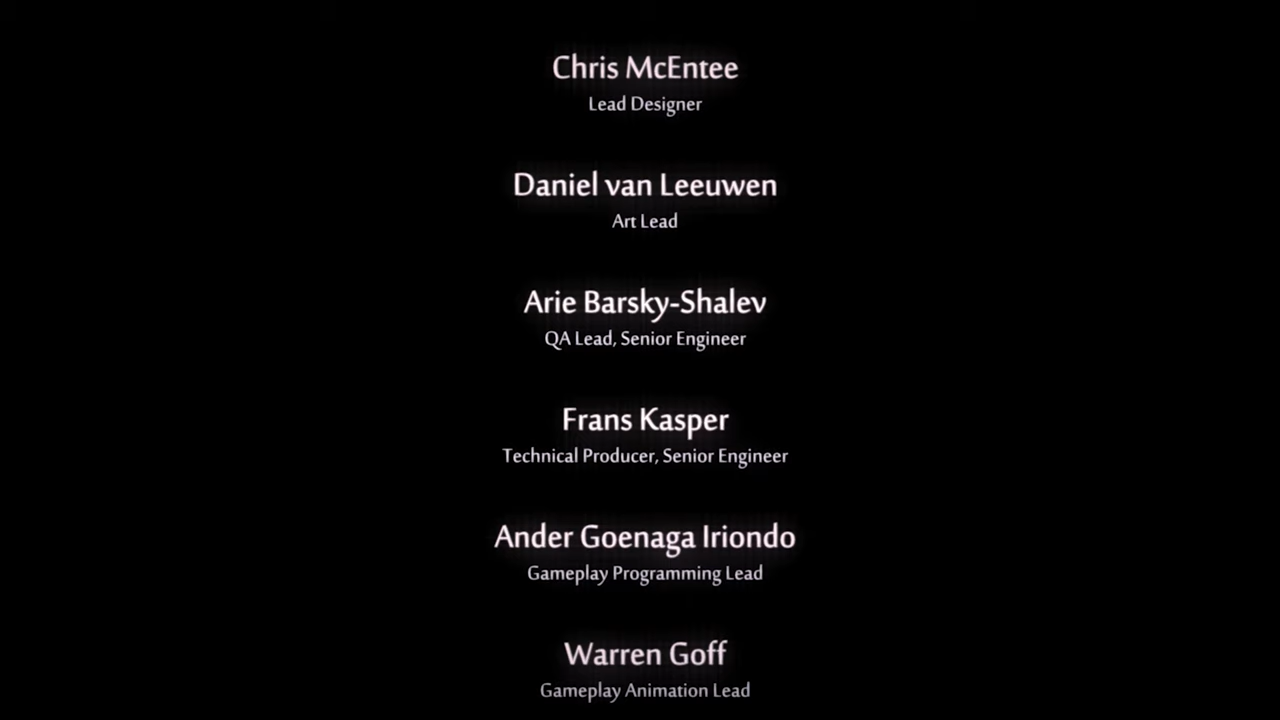 Chris McEntee
Lead Designer
Daniel van Leeuwen
Art Lead
Arie Barsky-Shalev
QA Lead, Senior Engineer
Frans Kasper
Technical Producer, Senior Engineer
Ander Goenaga Iriondo
Gameplay Programming Lead
Warren Goff
Gameplay Animation Lead